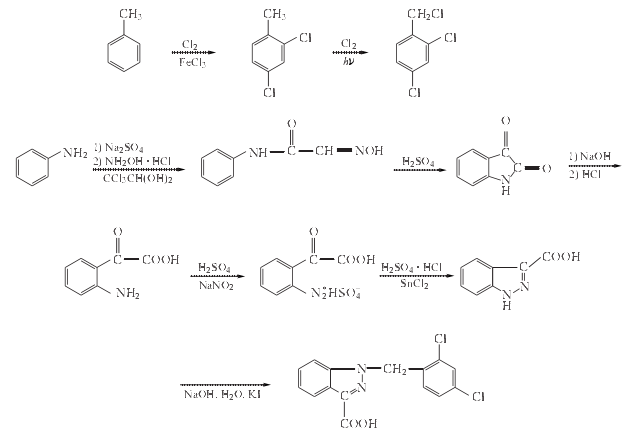 CH₃ CH₃ CH₂Cl
Cl₂ Cl Cl₂ Cl
FeCl₃ hν
Cl Cl
O O
NH₂ 1) Na₂SO₄ NH C CH NOH H₂SO₄ C O 1) NaOH
2) NH₂OH · HCl N 2) HCl
CCl₃CH(OH)₂ H
O O
C COOH H₂SO₄ C COOH H₂SO₄ · HCl COOH
NH₂ NaNO₂ N₂⁺HSO₄⁻ SnCl₂ N N
H
Cl
N CH₂
NaOH, H₂O, KI C N Cl
COOH